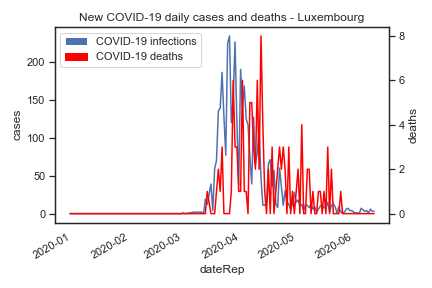 New COVID-19 daily cases and deaths - Luxembourg
COVID-19 infections
COVID-19 deaths
200
150
100
50
0
cases
8
6
4
2
0
deaths
2020-01
2020-02
2020-03
2020-04
2020-05
2020-06
dateRep